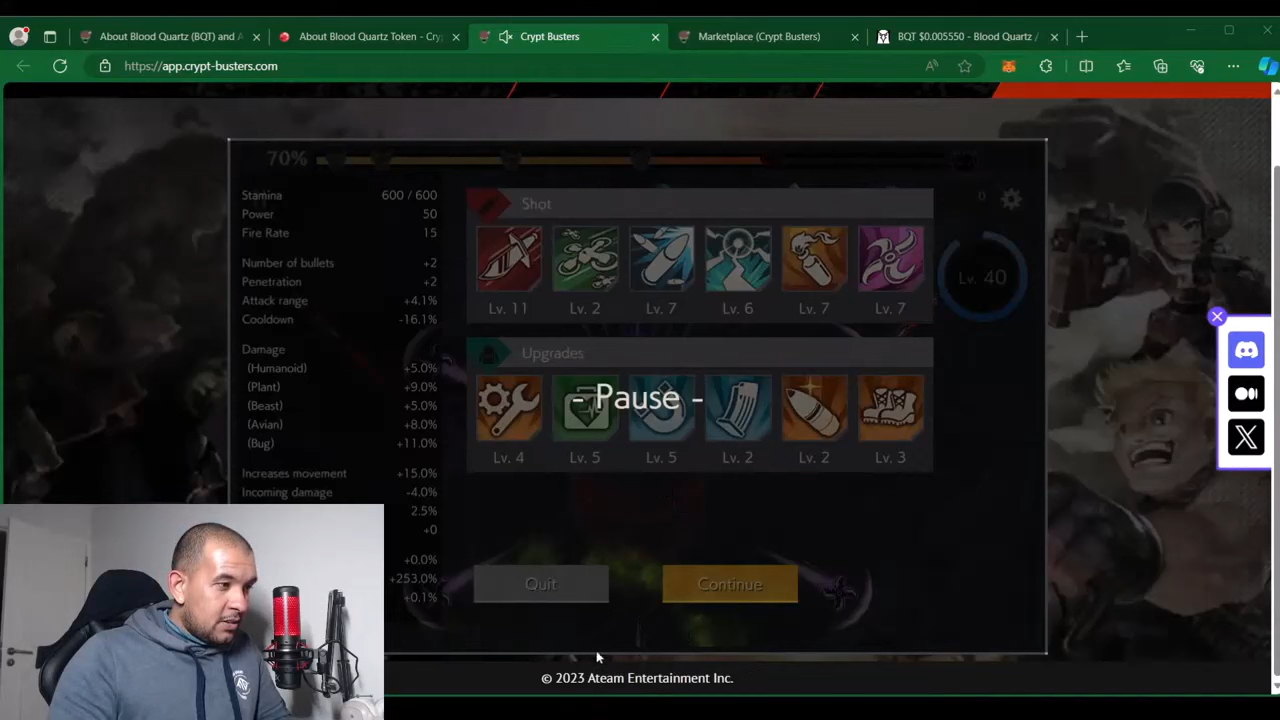 About Blood Quartz (BQT) and A
About Blood Quartz Token - Cry
Crypt Busters
Marketplace (Crypt Busters)
BQT $0.005550 - Blood Quartz /
https://app.crypt-busters.com
70%
Stamina 600 / 600
Power 50
Fire Rate 15
Number of bullets +2
Penetration +2
Attack range +4.1%
Cooldown -16.1%
Damage
(Humanoid) +5.0%
(Plant) +9.0%
(Beast) +5.0%
(Avian) +8.0%
(Bug) +11.0%
Increases movement +15.0%
Incoming damage -4.0%
2.5%
+0
+0.0%
+253.0%
+0.1%
Shot
Lv. 11 Lv. 2 Lv. 7 Lv. 6 Lv. 7 Lv. 7
Upgrades
- Pause -
Lv. 4 Lv. 5 Lv. 5 Lv. 2 Lv. 2 Lv. 3
0
Lv. 40
Quit Continue
© 2023 Ateam Entertainment Inc.